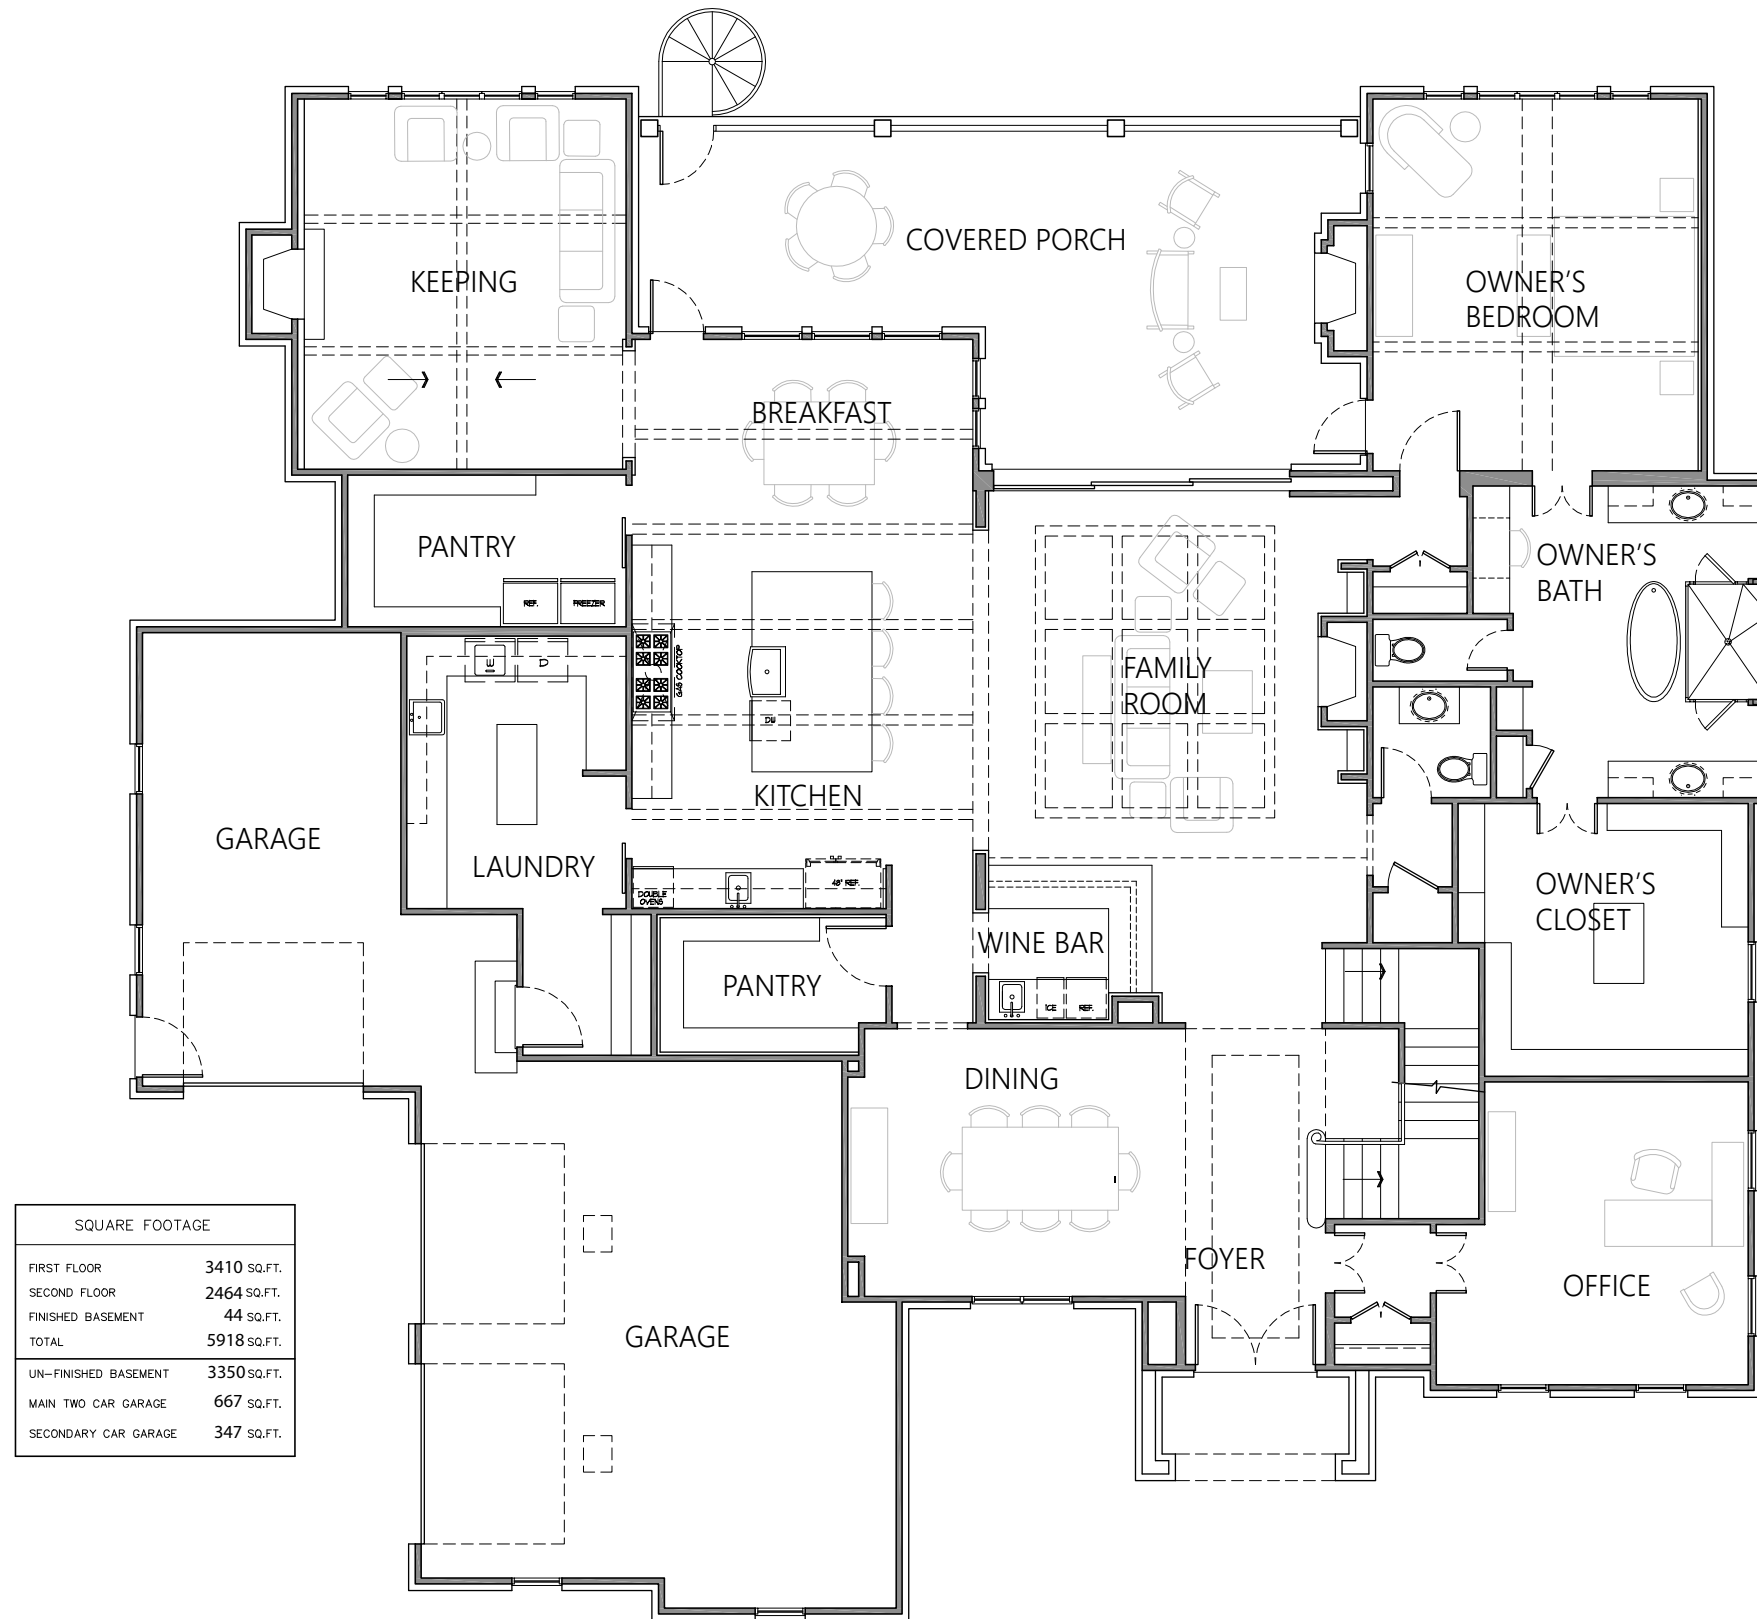 COVERED PORCH
KEEPING
OWNER'S
BEDROOM
BREAKFAST
PANTRY
REF.
FREEZER
OWNER'S
BATH
D
GAS COOKTOP
FAMILY
ROOM
DW
KITCHEN
GARAGE
LAUNDRY
DOUBLE
OVENS
48" REF.
OWNER'S
CLOSET
WINE BAR
PANTRY
ICE
REF.
DINING
FOYER
OFFICE
GARAGE
SQUARE FOOTAGE
FIRST FLOOR 3410 SQ.FT.
SECOND FLOOR 2464 SQ.FT.
FINISHED BASEMENT 44 SQ.FT.
TOTAL 5918 SQ.FT.
UN-FINISHED BASEMENT 3350 SQ.FT.
MAIN TWO CAR GARAGE 667 SQ.FT.
SECONDARY CAR GARAGE 347 SQ.FT.